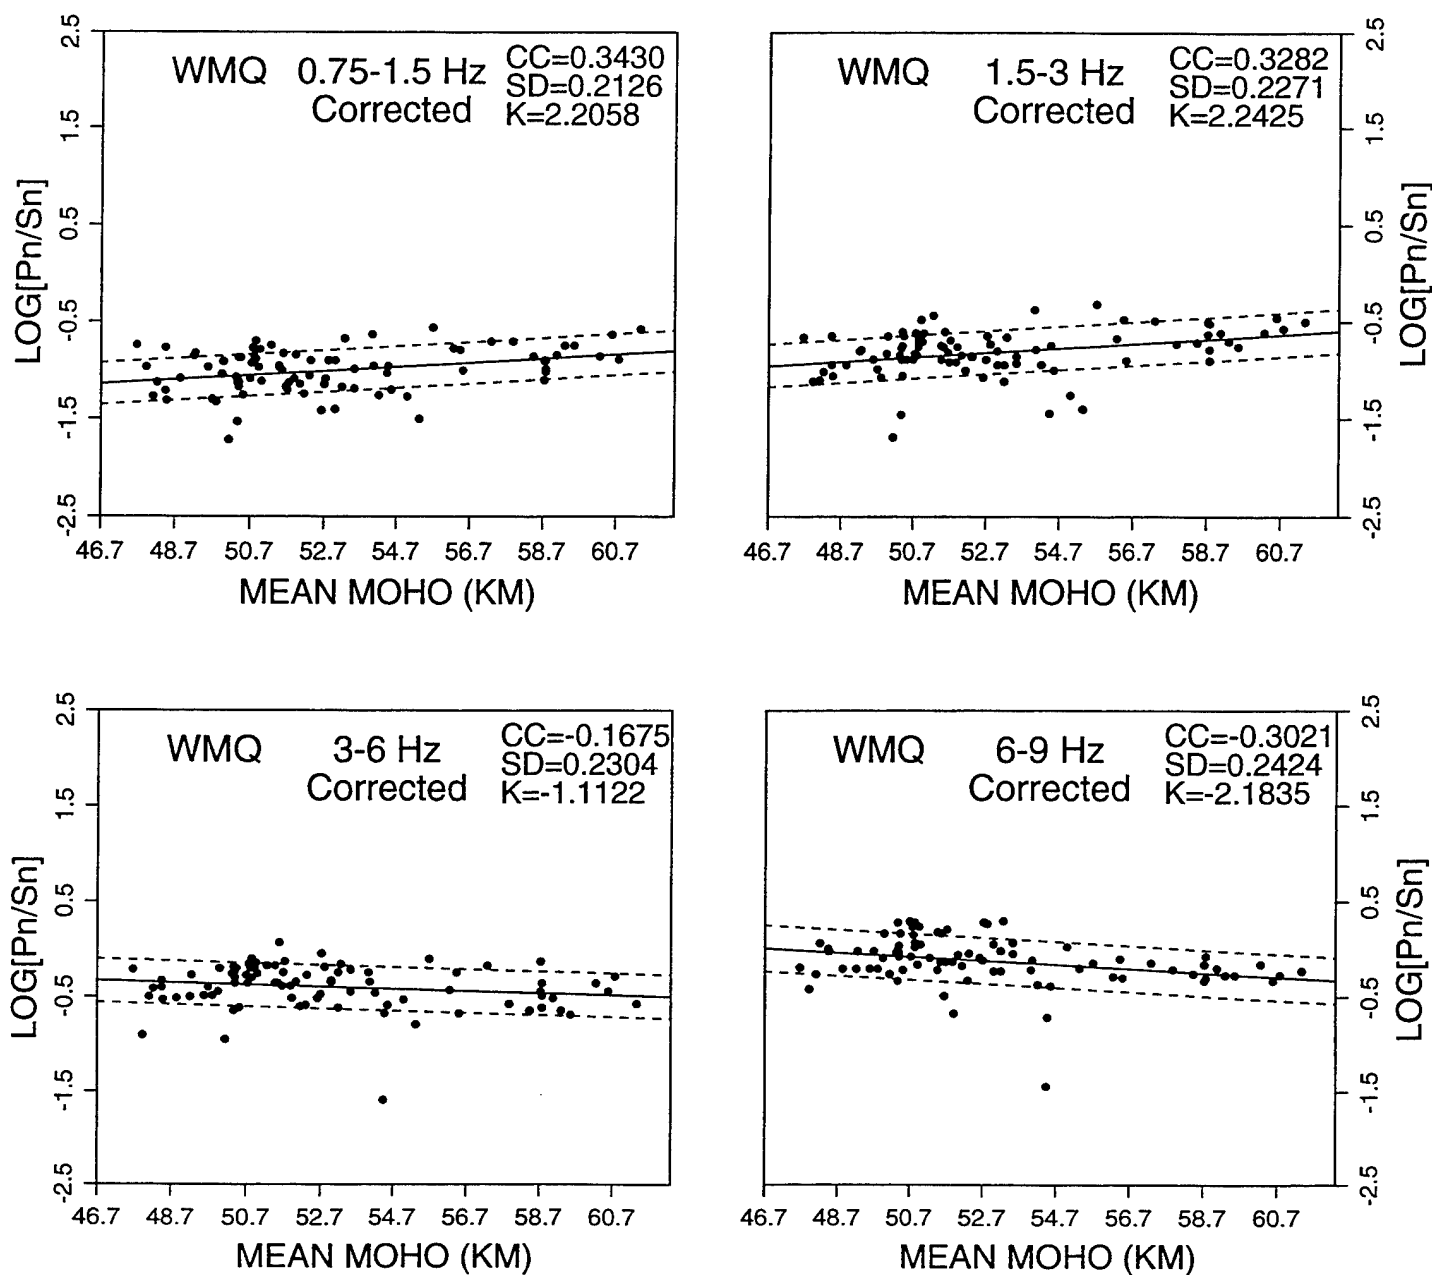 WMQ 0.75-1.5 Hz
Corrected
CC=0.3430
SD=0.2126
K=2.2058
LOG[Pn/Sn]
2.5
1.5
0.5
-0.5
-1.5
-2.5
46.7 48.7 50.7 52.7 54.7 56.7 58.7 60.7
MEAN MOHO (KM)
WMQ 1.5-3 Hz
Corrected
CC=0.3282
SD=0.2271
K=2.2425
2.5
1.5
0.5
-0.5
-1.5
-2.5
LOG[Pn/Sn]
46.7 48.7 50.7 52.7 54.7 56.7 58.7 60.7
MEAN MOHO (KM)
WMQ 3-6 Hz
Corrected
CC=-0.1675
SD=0.2304
K=-1.1122
LOG[Pn/Sn]
2.5
1.5
0.5
-0.5
-1.5
-2.5
46.7 48.7 50.7 52.7 54.7 56.7 58.7 60.7
MEAN MOHO (KM)
WMQ 6-9 Hz
Corrected
CC=-0.3021
SD=0.2424
K=-2.1835
2.5
1.5
0.5
-0.5
-1.5
-2.5
LOG[Pn/Sn]
46.7 48.7 50.7 52.7 54.7 56.7 58.7 60.7
MEAN MOHO (KM)